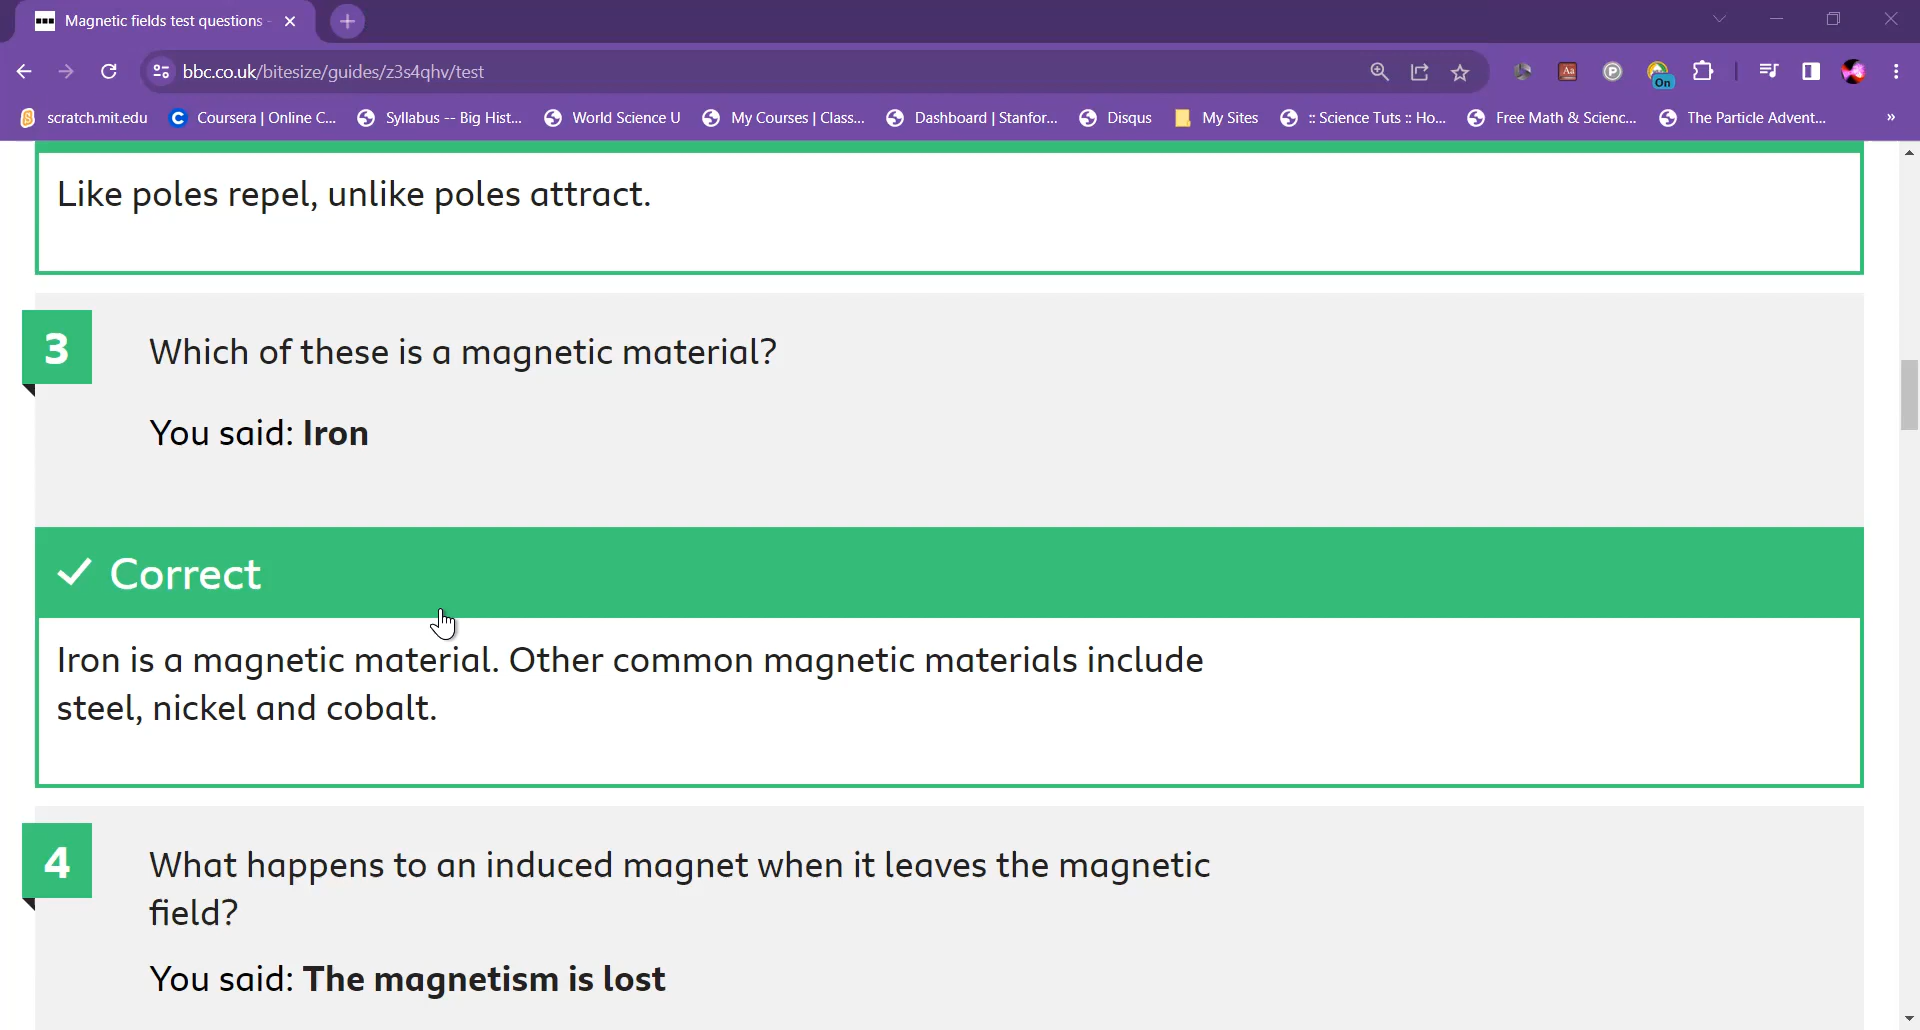 Magnetic fields test questions -
bbc.co.uk/bitesize/guides/z3s4qhv/test
Aa
P
On
scratch.mit.edu
C Coursera | Online C...
Syllabus -- Big Hist...
World Science U
My Courses | Class...
Dashboard | Stanfor...
Disqus
My Sites
:: Science Tuts :: Ho...
Free Math & Scienc...
The Particle Advent...
»
Like poles repel, unlike poles attract.
3
Which of these is a magnetic material?
You said: Iron
Correct
Iron is a magnetic material. Other common magnetic materials include
steel, nickel and cobalt.
4
What happens to an induced magnet when it leaves the magnetic
field?
You said: The magnetism is lost